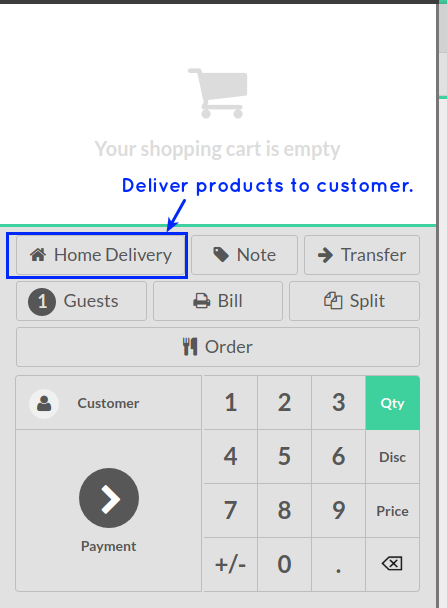 Your shopping cart is empty
Deliver products to customer.
Home Delivery Note Transfer
1 Guests Bill Split
Order
Customer 1 2 3 Qty
4 5 6 Disc
7 8 9 Price
Payment +/- 0 .